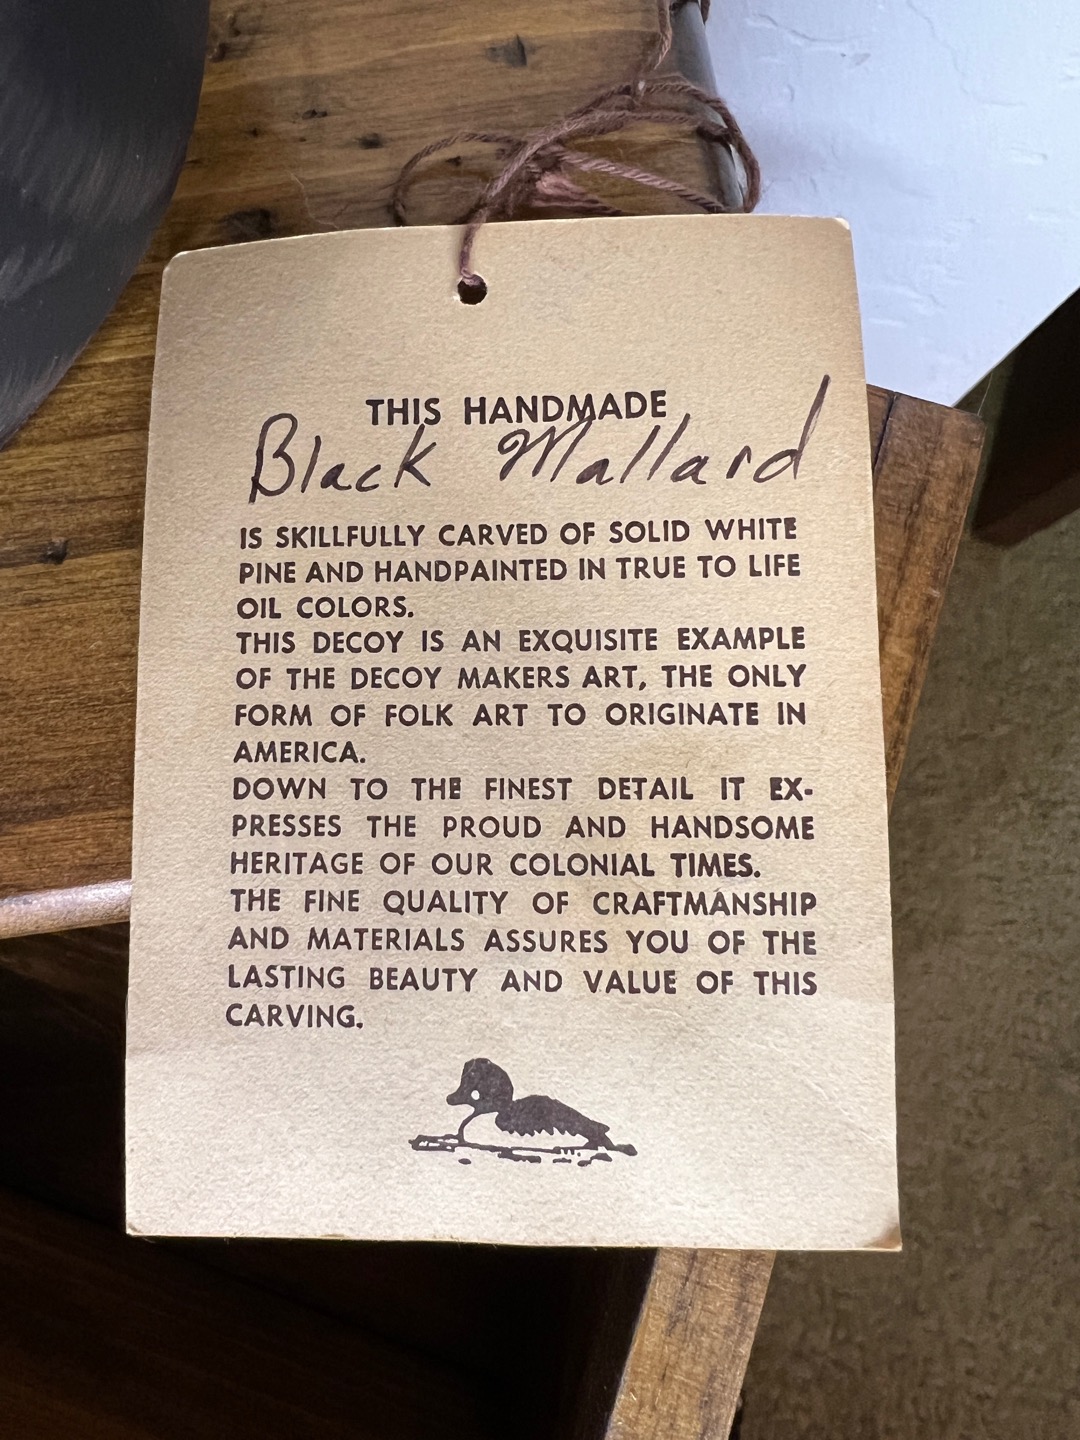 THIS HANDMADE
Black Mallard
IS SKILLFULLY CARVED OF SOLID WHITE
PINE AND HANDPAINTED IN TRUE TO LIFE
OIL COLORS.
THIS DECOY IS AN EXQUISITE EXAMPLE
OF THE DECOY MAKERS ART, THE ONLY
FORM OF FOLK ART TO ORIGINATE IN
AMERICA.
DOWN TO THE FINEST DETAIL IT EX-
PRESSES THE PROUD AND HANDSOME
HERITAGE OF OUR COLONIAL TIMES.
THE FINE QUALITY OF CRAFTMANSHIP
AND MATERIALS ASSURES YOU OF THE
LASTING BEAUTY AND VALUE OF THIS
CARVING.